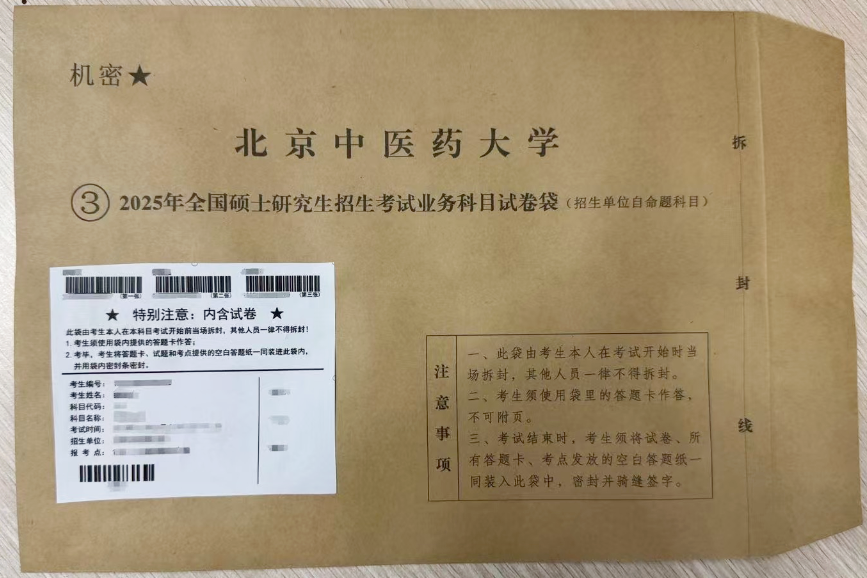 机密★
北京中医药大学
③ 2025年全国硕士研究生招生考试业务科目试卷袋（招生单位自命题科目）
（第一张）
（第二张）
（第三张）
★ 特别注意：内含试卷 ★
此袋由考生本人在本科目考试开始前当场拆封，其他人员一律不得拆封！
1. 考生须使用袋内提供的答题卡作答；
2. 考毕，考生将答题卡、试题和考点提供的空白答题纸一同装进此袋内，
并用袋内密封条密封。
考生编号：
考生姓名：
科目代码：
科目名称：
考试时间：
招生单位：
报 考 点：
注意事项
一、此袋由考生本人在考试开始时当
场拆封，其他人员一律不得拆封。
二、考生须使用袋里的答题卡作答，
不可附页。
三、考试结束时，考生须将试卷、所
有答题卡、考点发放的空白答题纸一
同装入此袋中，密封并骑缝签字。
拆封线